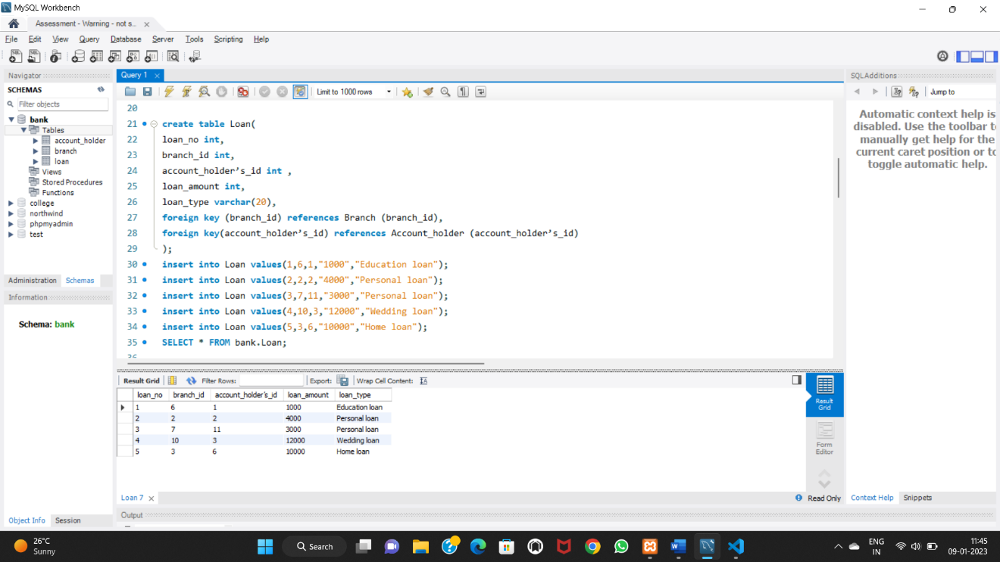 MySQL Workbench
Assessment - Warning - not s...
File Edit View Query Database Server Tools Scripting Help
Navigator
SCHEMAS
Filter objects
bank
Tables
account_holder
branch
loan
Views
Stored Procedures
Functions
college
northwind
phpmyadmin
test
Administration Schemas
Information
Schema: bank
Object Info Session
Query 1
Limit to 1000 rows
20
21 create table Loan(
22 loan_no int,
23 branch_id int,
24 account_holder’s_id int ,
25 loan_amount int,
26 loan_type varchar(20),
27 foreign key (branch_id) references Branch (branch_id),
28 foreign key(account_holder’s_id) references Account_holder (account_holder’s_id)
29 );
30 insert into Loan values(1,6,1,"1000","Education loan");
31 insert into Loan values(2,2,2,"4000","Personal loan");
32 insert into Loan values(3,7,11,"3000","Personal loan");
33 insert into Loan values(4,10,3,"12000","Wedding loan");
34 insert into Loan values(5,3,6,"10000","Home loan");
35 SELECT * FROM bank.Loan;
36
Result Grid Filter Rows: Export: Wrap Cell Content:
loan_no branch_id account_holder’s_id loan_amount loan_type
1 6 1 1000 Education loan
2 2 2 4000 Personal loan
3 7 11 3000 Personal loan
4 10 3 12000 Wedding loan
5 3 6 10000 Home loan
Result
Grid
Form
Editor
Loan 7
Read Only
Output
SQLAdditions
Jump to
Automatic context help is
disabled. Use the toolbar to
manually get help for the
current caret position or to
toggle automatic help.
Context Help Snippets
26°C
Sunny
Search
ENG
IN
11:45
09-01-2023